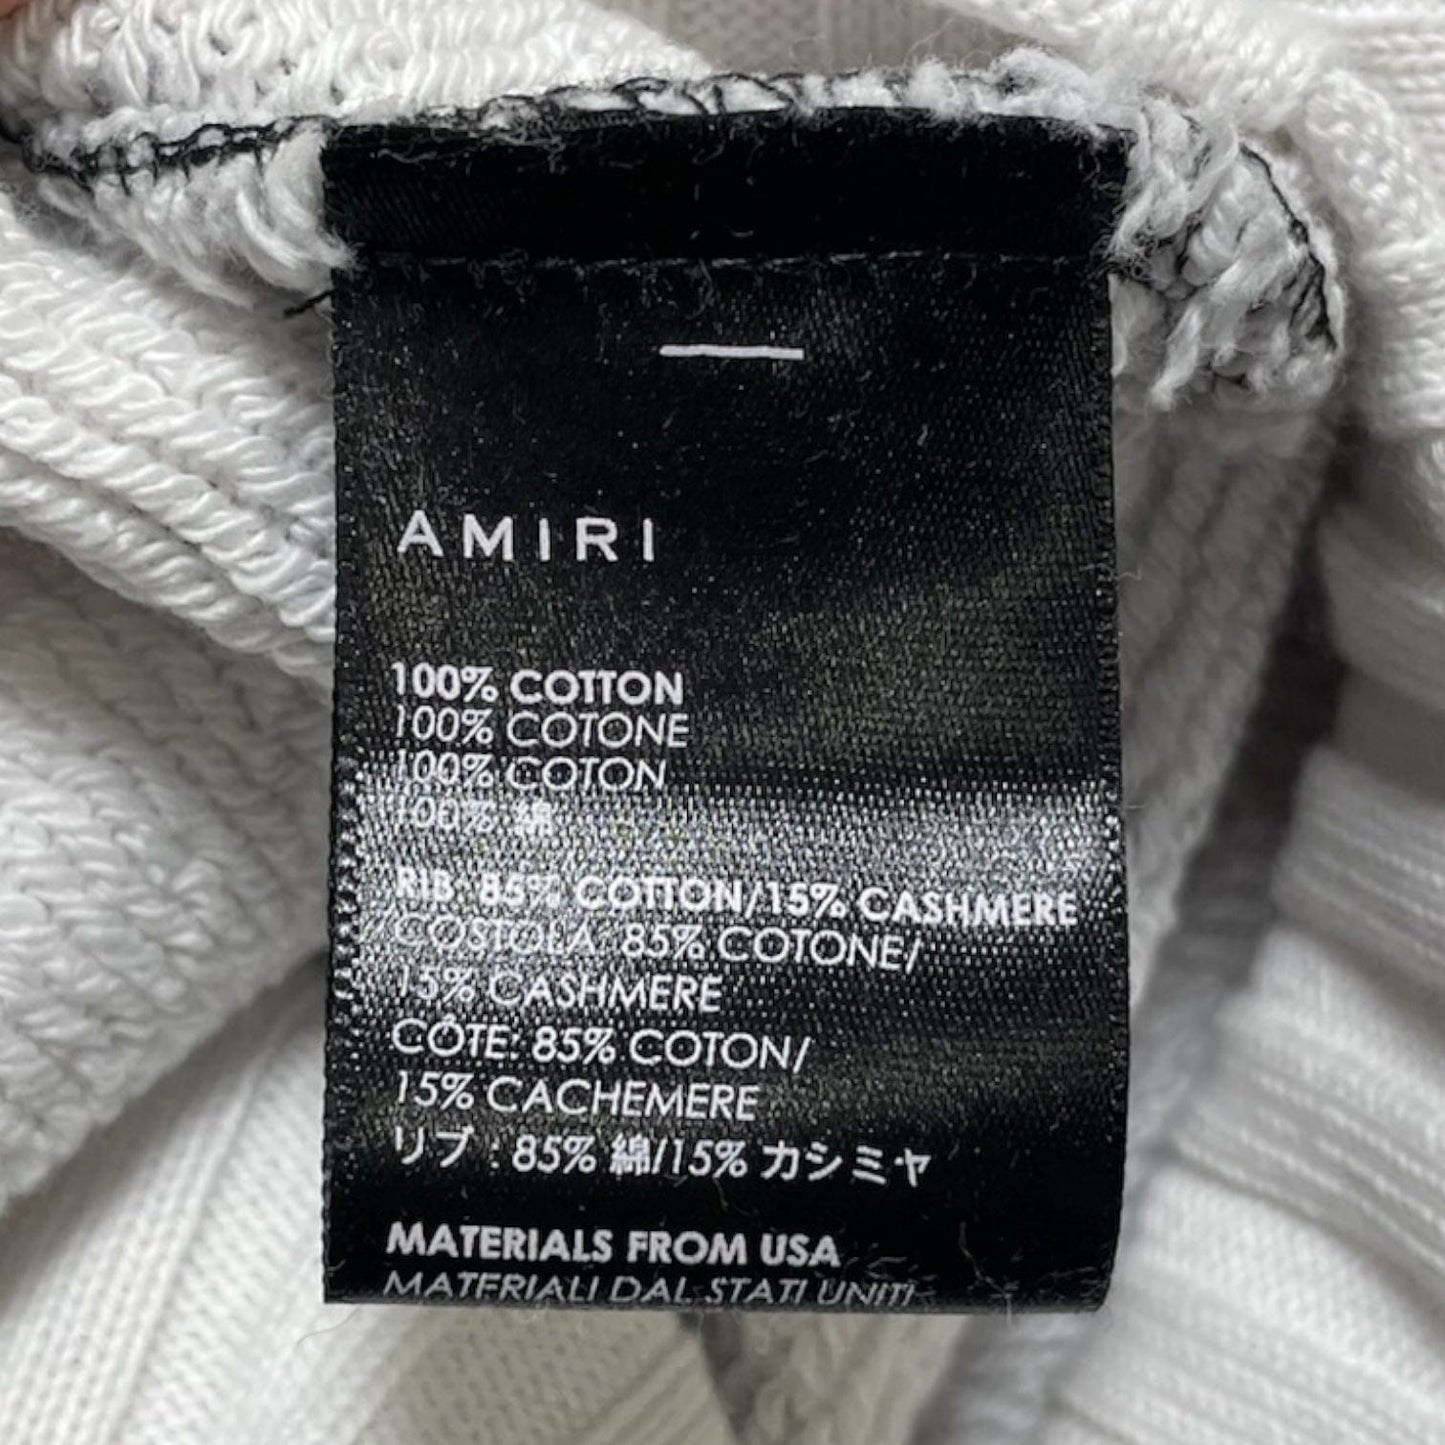 AMIRI
100% COTTON
100% COTONE
100% COTON
100% 綿
RIB: 85% COTTON/15% CASHMERE
COSTOLA: 85% COTONE/
15% CASHMERE
CÔTE: 85% COTON/
15% CACHEMERE
リブ : 85% 綿/15% カシミヤ
MATERIALS FROM USA
MATERIALI DAL STATI UNITI